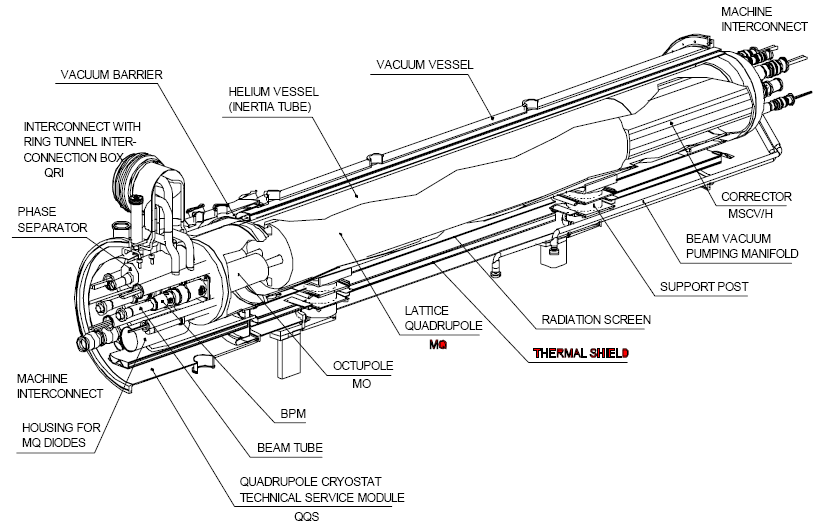 MACHINE
INTERCONNECT
VACUUM VESSEL
VACUUM BARRIER
HELIUM VESSEL
(INERTIA TUBE)
INTERCONNECT WITH
RING TUNNEL INTER-
CONNECTION BOX
QRI
PHASE
SEPARATOR
CORRECTOR
MSCV/H
BEAM VACUUM
PUMPING MANIFOLD
SUPPORT POST
RADIATION SCREEN
LATTICE
QUADRUPOLE
MQ
THERMAL SHIELD
OCTUPOLE
MO
MACHINE
INTERCONNECT
BPM
HOUSING FOR
MQ DIODES
BEAM TUBE
QUADRUPOLE CRYOSTAT
TECHNICAL SERVICE MODULE
QQS